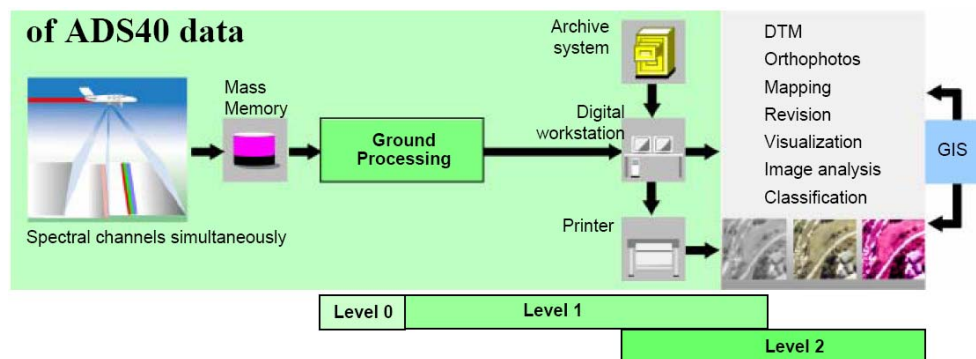 of ADS40 data
Spectral channels simultaneously
Mass
Memory
Ground
Processing
Archive
system
Digital
workstation
Printer
DTM
Orthophotos
Mapping
Revision
Visualization
Image analysis
Classification
GIS
Level 0
Level 1
Level 2